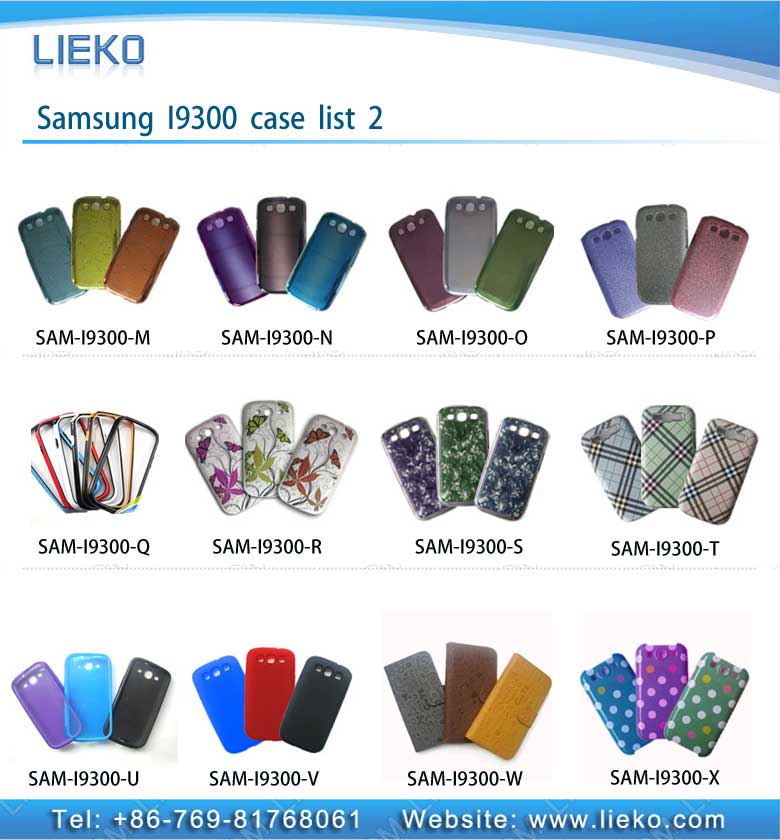 LIEKO
Samsung I9300 case list 2
SAM-I9300-M SAM-I9300-N SAM-I9300-O SAM-I9300-P
SAM-I9300-Q SAM-I9300-R SAM-I9300-S SAM-I9300-T
SAM-I9300-U SAM-I9300-V SAM-I9300-W SAM-I9300-X
Tel: +86-769-81768061 Website: www.lieko.com